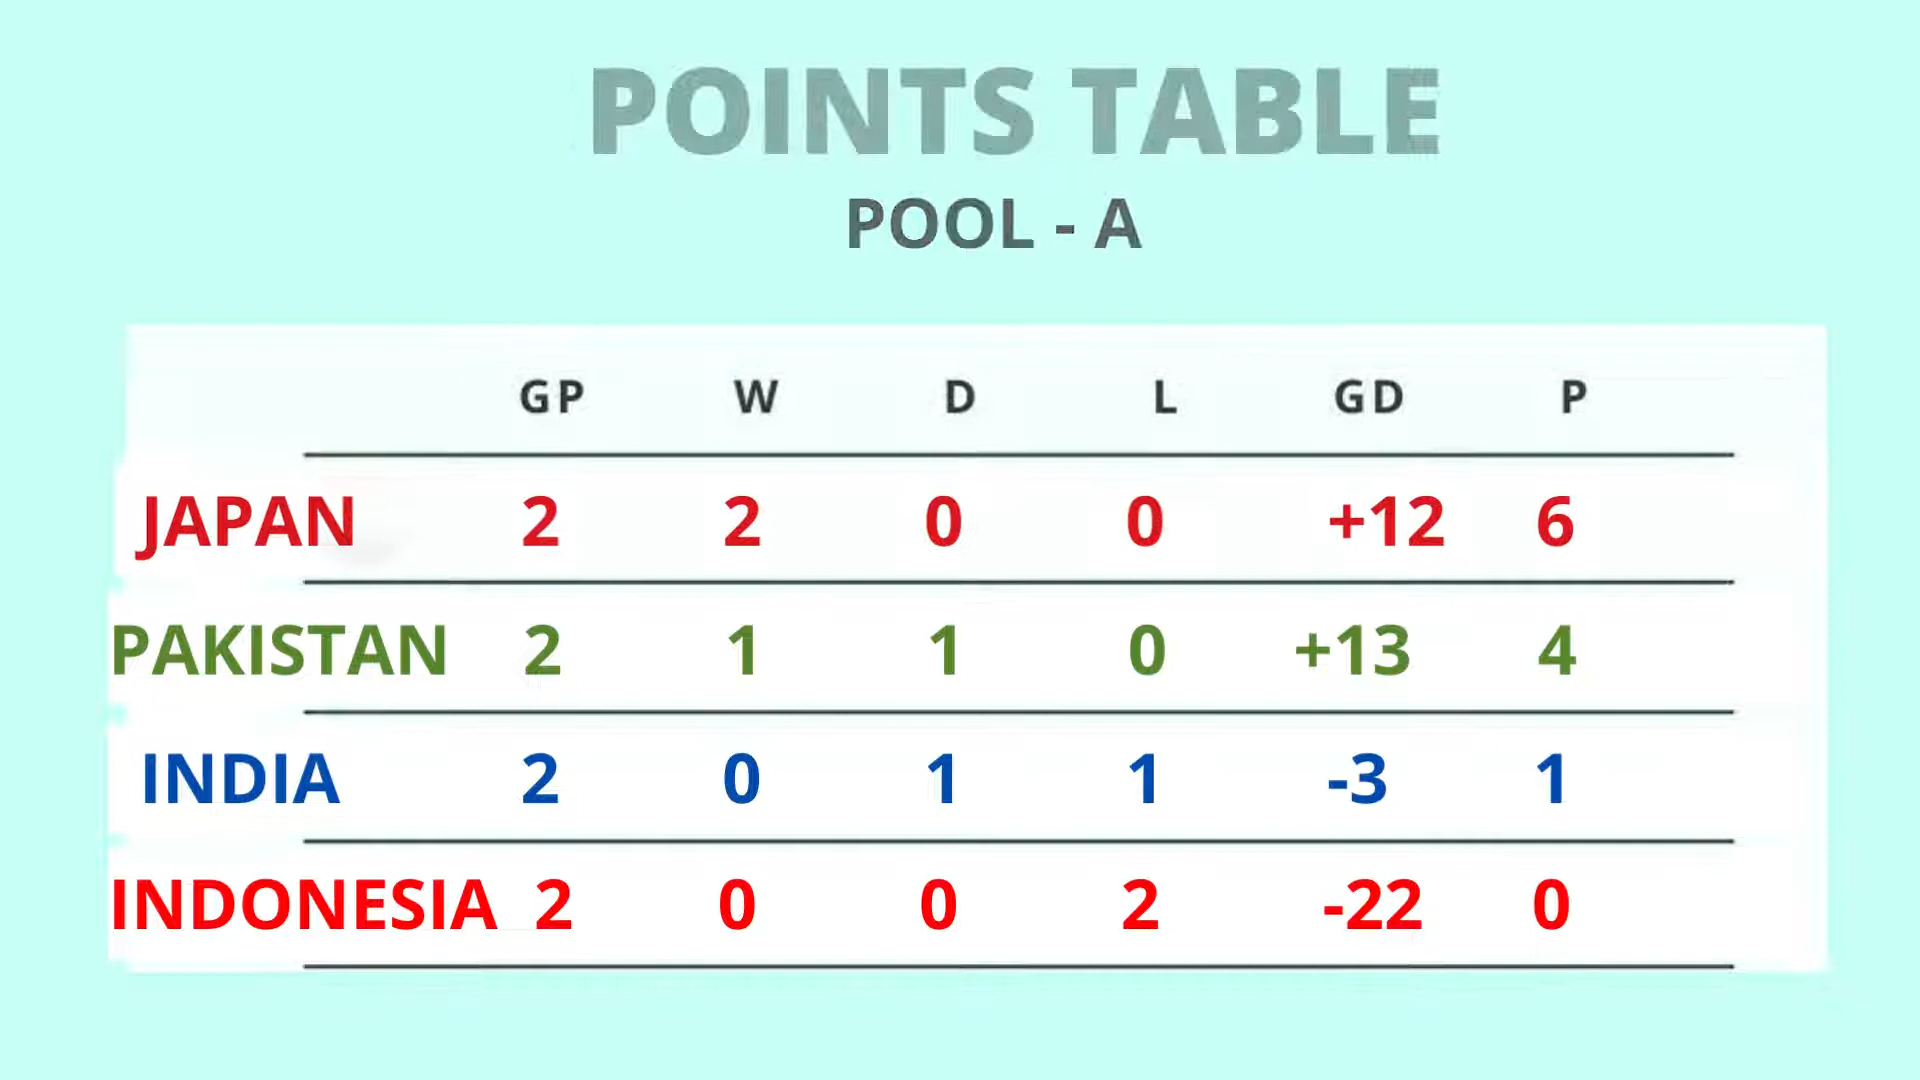 POINTS TABLE
POOL - A
GP W D L GD P
JAPAN 2 2 0 0 +12 6
PAKISTAN 2 1 1 0 +13 4
INDIA 2 0 1 1 -3 1
INDONESIA 2 0 0 2 -22 0